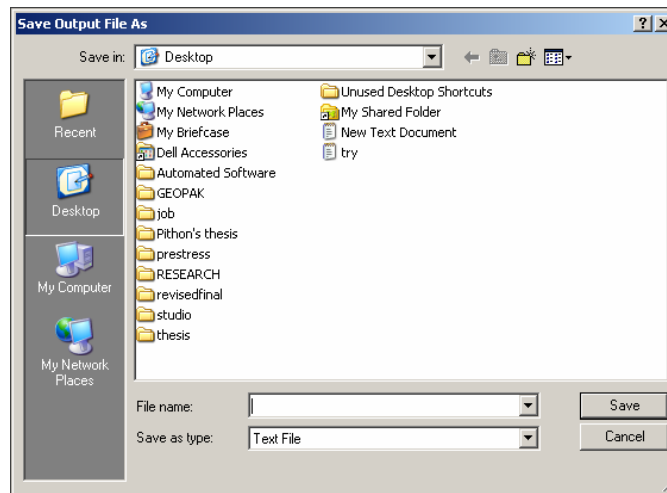 Save Output File As
Save in:
Desktop
Recent
Desktop
My Computer
My Network
Places
My Computer
My Network Places
My Briefcase
Dell Accessories
Automated Software
GEOPAK
job
Pithon's thesis
prestress
RESEARCH
revisedfinal
studio
thesis
Unused Desktop Shortcuts
My Shared Folder
New Text Document
try
File name:
Save
Save as type:
Text File
Cancel